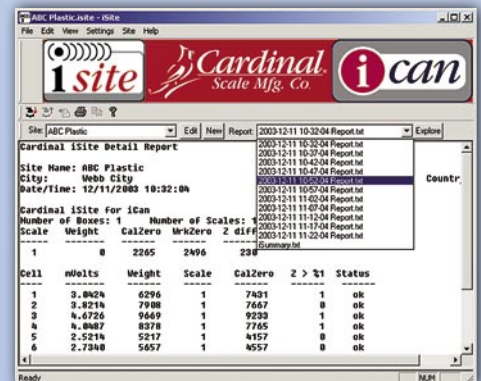 ABC Plastic.isite - iSite
File Edit View Settings Site Help
isite
Cardinal
Scale Mfg. Co.
i can
Site: ABC Plastic Edit New Report: 2003-12-11 10-32-04 Report.txt Explore
2003-12-11 10-32-04 Report.txt
2003-12-11 10-37-04 Report.txt
2003-12-11 10-42-04 Report.txt
2003-12-11 10-47-04 Report.txt
2003-12-11 10-52-04 Report.txt
2003-12-11 10-57-04 Report.txt
2003-12-11 11-02-04 Report.txt
2003-12-11 11-07-04 Report.txt
2003-12-11 11-12-04 Report.txt
2003-12-11 11-17-04 Report.txt
2003-12-11 11-22-04 Report.txt
Summary.txt
Cardinal iSite Detail Report
Site Name: ABC Plastic
City: Webb City Countr
Date/Time: 12/11/2003 10:32:04
Cardinal iSite for iCan
Number of Boxes: 1 Number of Scales: 1
Scale Weight CalZero WrkZero Z diff
1 0 2265 2496 230
Cell mVolts Weight Scale CalZero Z > %1 Status
1 3.0424 6296 1 7431 1 ok
2 3.8214 7908 1 7667 0 ok
3 4.6726 9669 1 9233 1 ok
4 4.0487 8378 1 7765 1 ok
5 2.5214 5217 1 4157 0 ok
6 2.7340 5657 1 4557 0 ok
Ready NUM